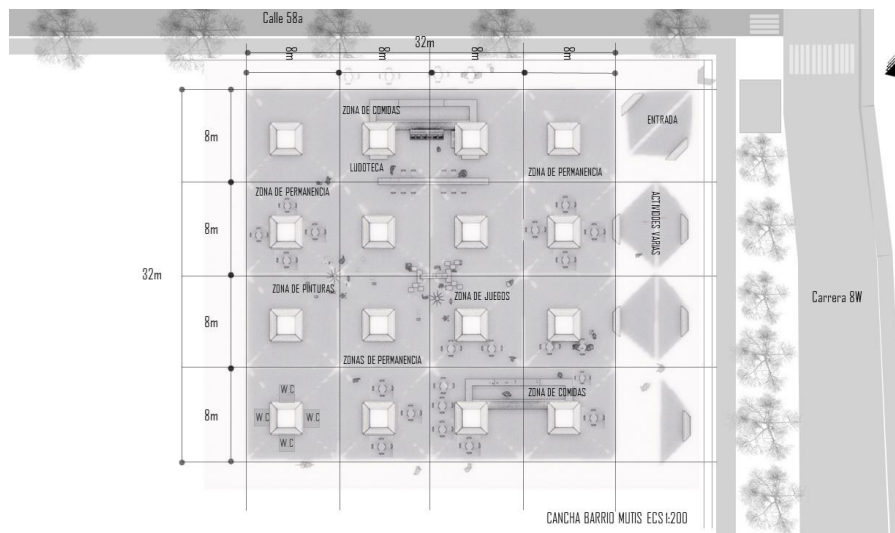 Calle 58a
32m
8m 8m 8m 8m
ZONA DE COMIDAS
ENTRADA
8m
LUDOTECA
ZONA DE PERMANENCIA
ZONA DE PERMANENCIA
ACTIVIDES VARIAS
8m
32m
ZONA DE PINTURAS
ZONA DE JUEGOS
Carrera 8W
8m
ZONAS DE PERMANENCIA
W.C
W.C
W.C
W.C
ZONA DE COMIDAS
8m
CANCHA BARRIO MUTIS ECS 1:200